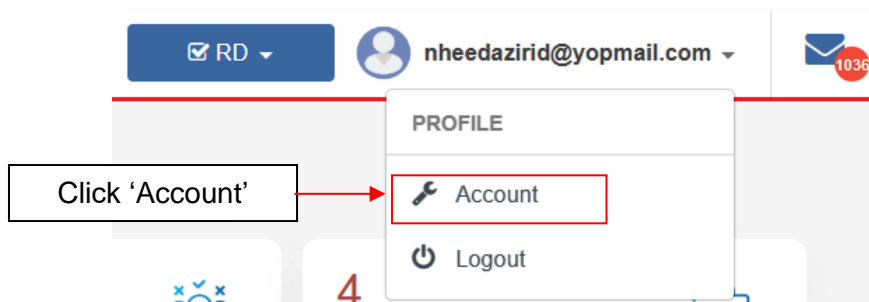 RD
nheedazirid@yopmail.com
1036
PROFILE
Click ‘Account’
Account
Logout
4